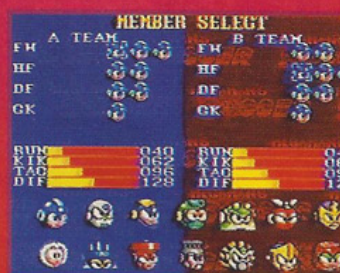 MEMBER SELECT
A TEAM
FW
HF
DF
GK
RUN 040
KIK 062
TAC 096
DIF 128
B TEAM
FW
HF
DF
GK
RUN
KIK
TAC
DIF